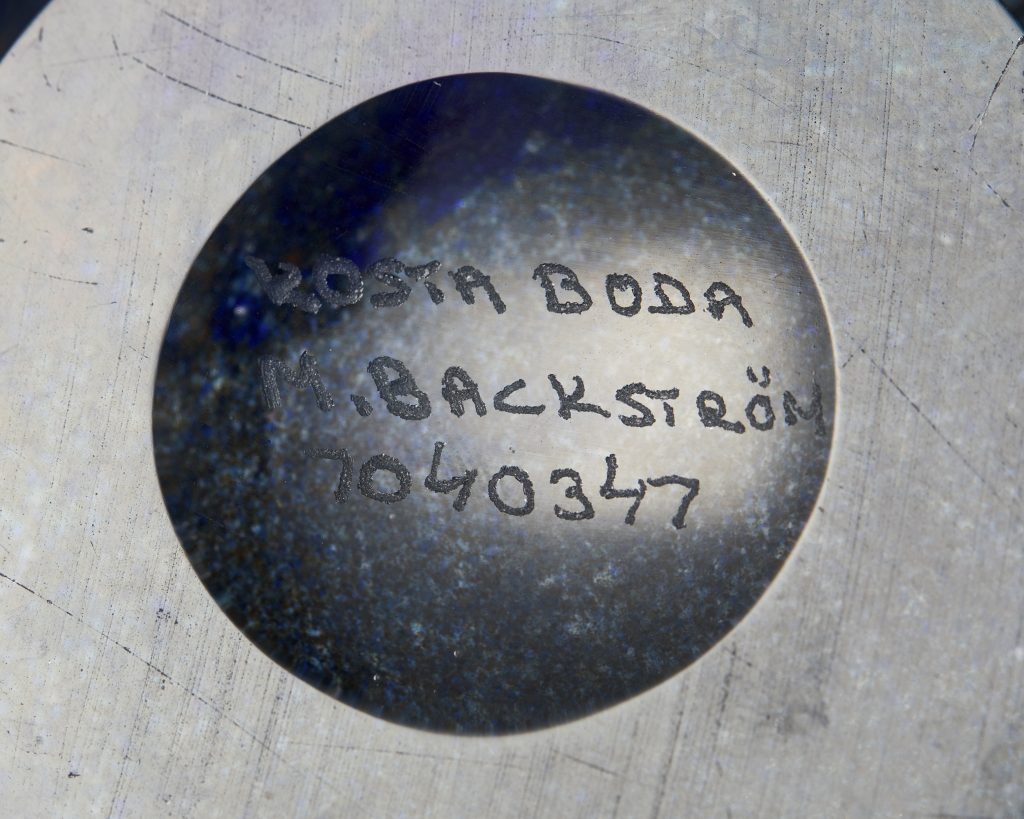 KOSTA BODA
M. BACKSTRÖM
7040347